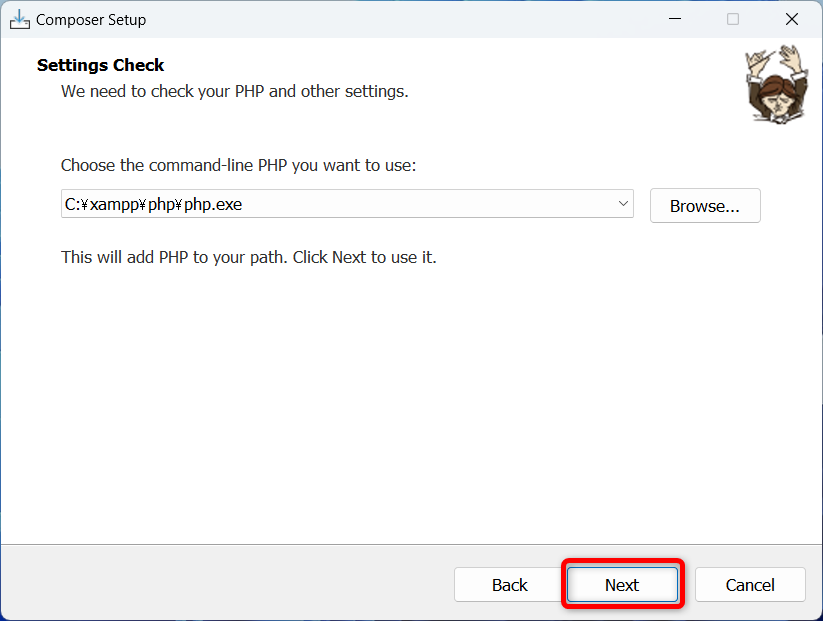 Composer Setup
Settings Check
We need to check your PHP and other settings.
Choose the command-line PHP you want to use:
C:¥xampp¥php¥php.exe
Browse...
This will add PHP to your path. Click Next to use it.
Back
Next
Cancel